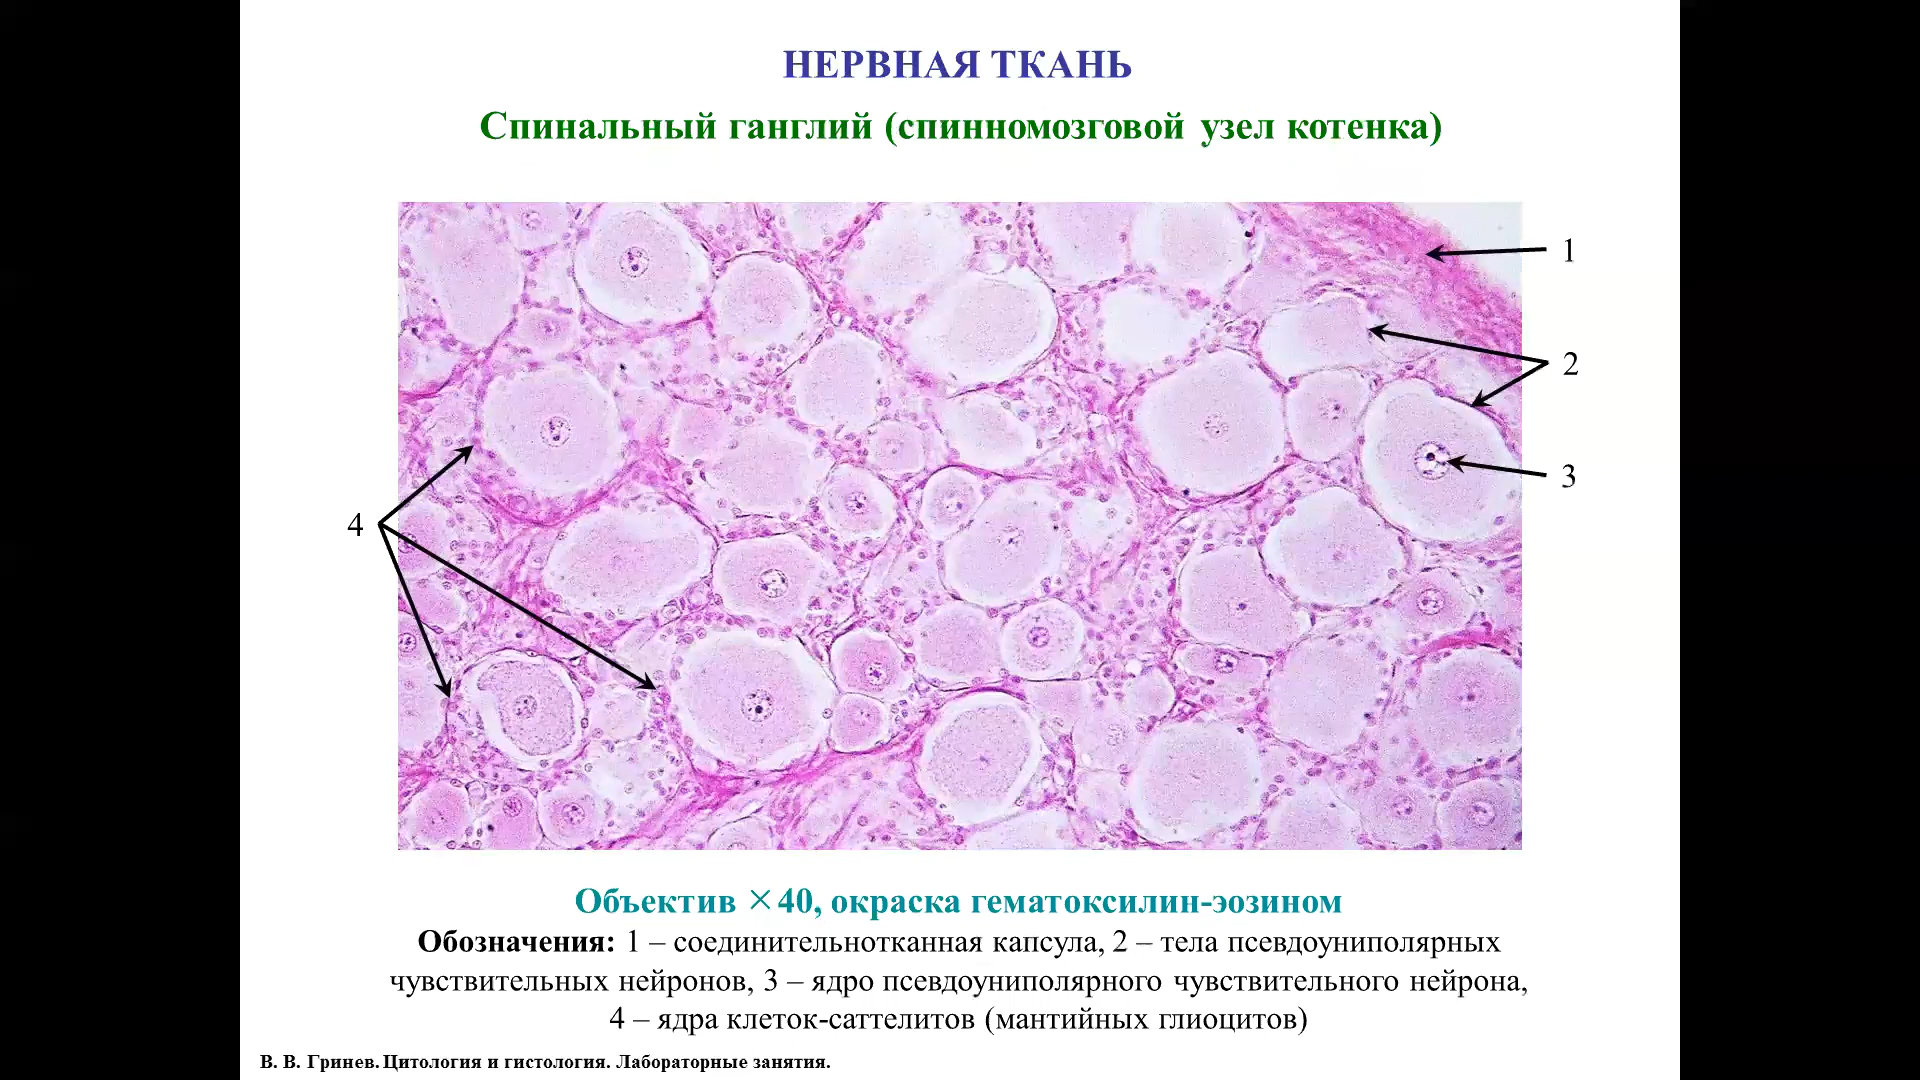 НЕРВНАЯ ТКАНЬ
Спинальный ганглий (спинномозговой узел котенка)
1
2
3
4
Объектив ×40, окраска гематоксилин-эозином
Обозначения: 1 – соединительнотканная капсула, 2 – тела псевдоуниполярных
чувствительных нейронов, 3 – ядро псевдоуниполярного чувствительного нейрона,
4 – ядра клеток-саттелитов (мантийных глиоцитов)
В. В. Гринев. Цитология и гистология. Лабораторные занятия.